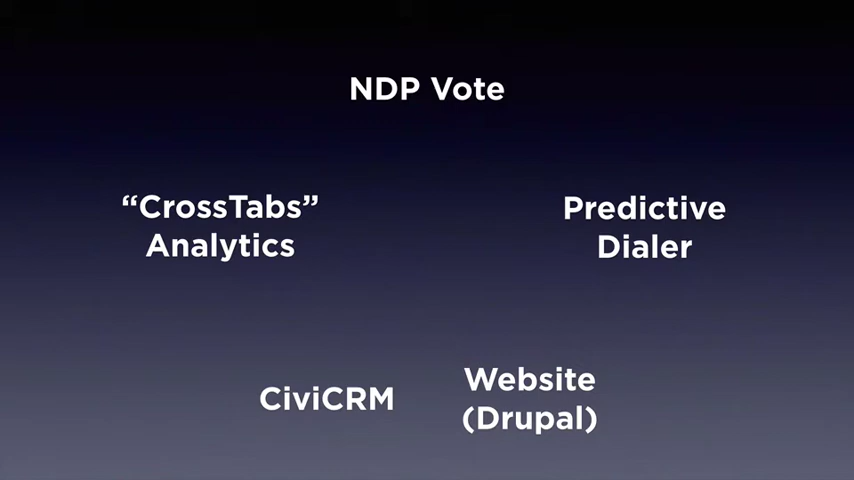 NDP Vote
“CrossTabs”
Analytics
Predictive
Dialer
CiviCRM
Website
(Drupal)